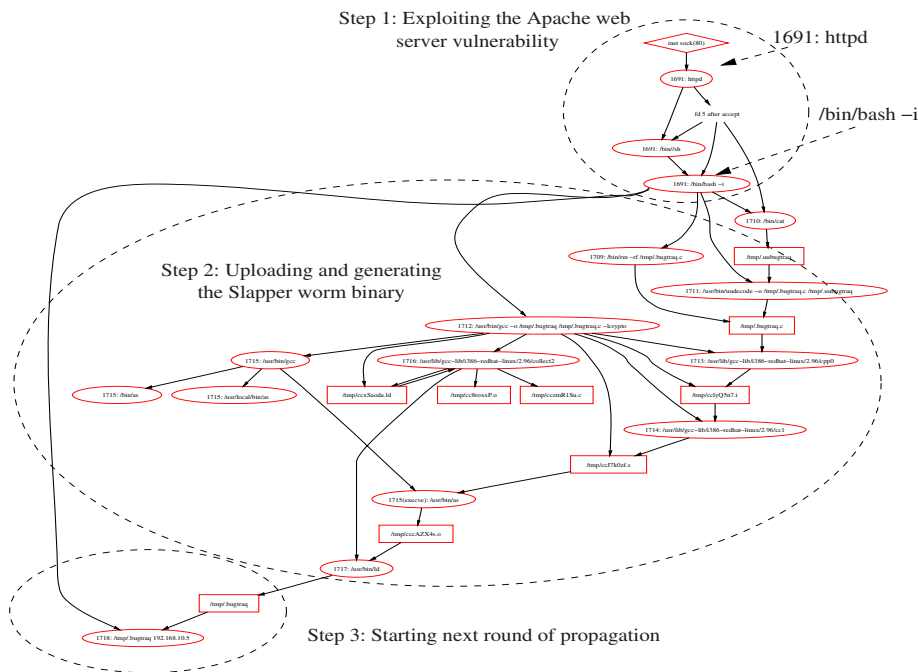 Step 1: Exploiting the Apache web
server vulnerability
inet sock(80)
1691: httpd
1691: httpd
fd 5 after accept
/bin/bash −i
1691: /bin//sh
1691: /bin/bash −i
1710: /bin/cat
1709: /bin/rm −rf /tmp/.bugtraq.c
/tmp/.uubugtraq
Step 2: Uploading and generating
the Slapper worm binary
1711: /usr/bin/uudecode −o /tmp/.bugtraq.c /tmp/.uubugtraq
1712: /usr/bin/gcc −o /tmp/.bugtraq /tmp/.bugtraq.c −lcrypto
/tmp/.bugtraq.c
1715: /usr/bin/gcc
1716: /usr/lib/gcc−lib/i386−redhat−linux/2.96/collect2
1713: /usr/lib/gcc−lib/i386−redhat−linux/2.96/cpp0
1715: /bin/as
1715: /usr/local/bin/as
/tmp/ccxSaoda.ld
/tmp/cc8roxxP.o
/tmp/cczmR1Su.c
/tmp/ccIyQ5n7.i
1714: /usr/lib/gcc−lib/i386−redhat−linux/2.96/cc1
/tmp/ccJ7k0zf.s
1715(execve): /usr/bin/as
/tmp/cccAZX4s.o
1717: /usr/bin/ld
/tmp/.bugtraq
1718: /tmp/.bugtraq 192.168.10.5
Step 3: Starting next round of propagation